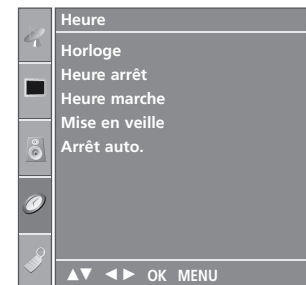 Heure
Horloge
Heure arrêt
Heure marche
Mise en veille
Arrêt auto.
▲▼ ◄► OK MENU